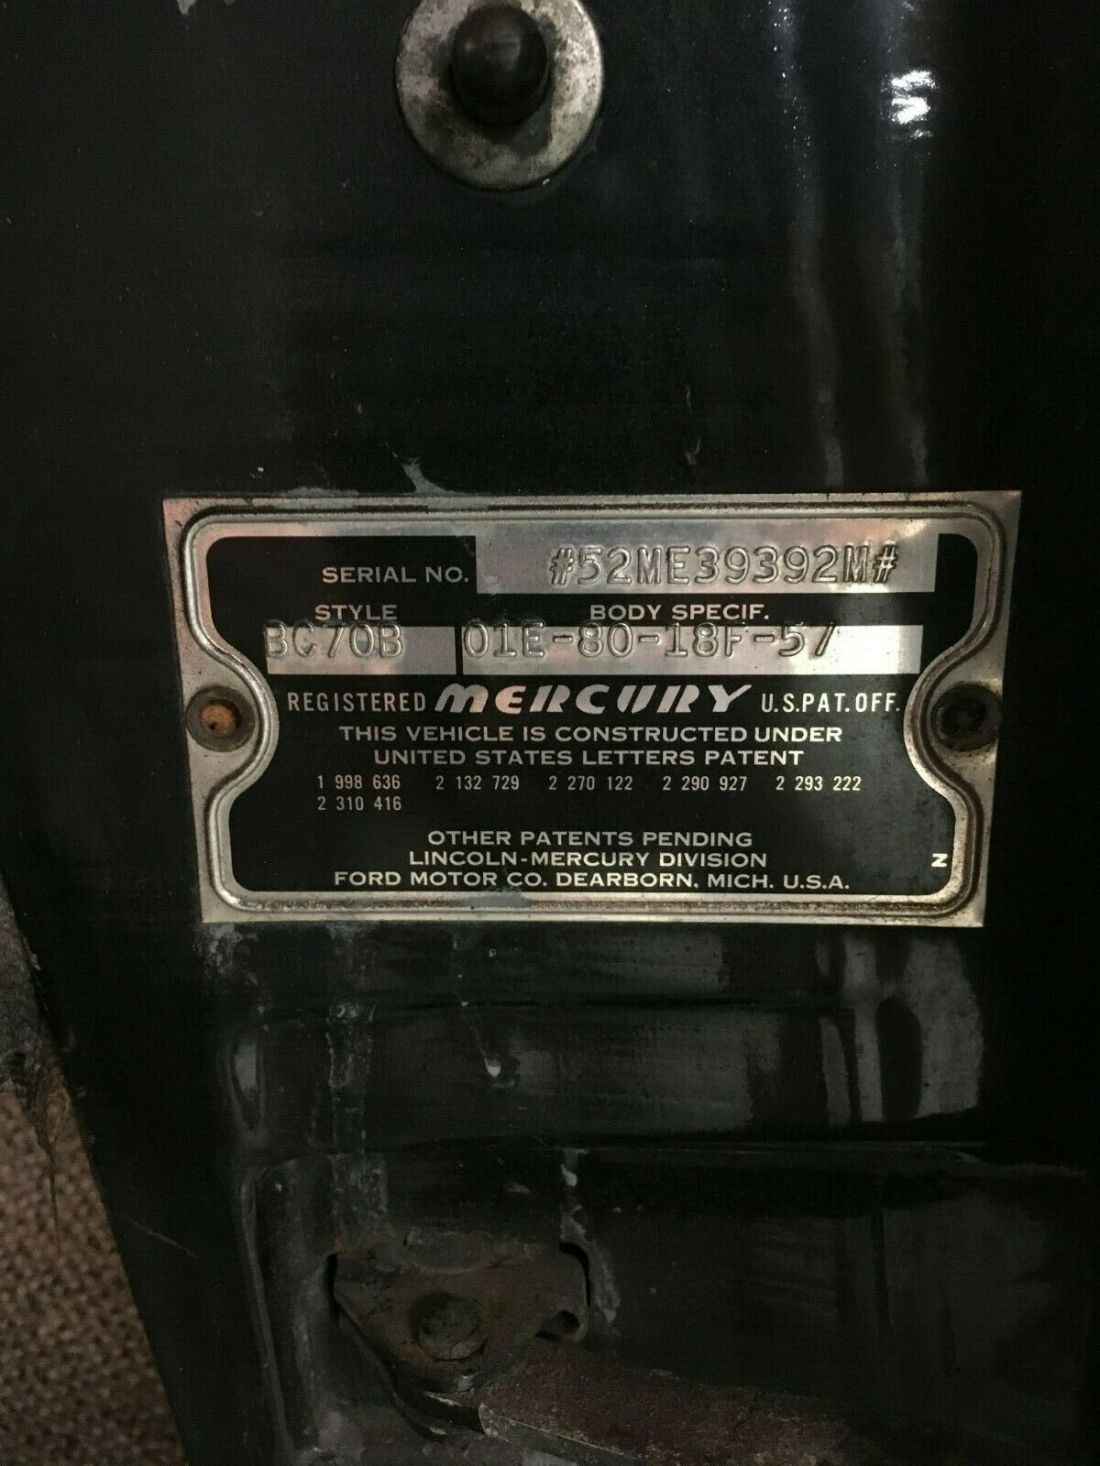 SERIAL NO. #52ME39392M#
STYLE BODY SPECIF.
BC70B 01E-80-18F-57
REGISTERED MERCURY U.S.PAT.OFF.
THIS VEHICLE IS CONSTRUCTED UNDER
UNITED STATES LETTERS PATENT
1 998 636 2 132 729 2 270 122 2 290 927 2 293 222
2 310 416
OTHER PATENTS PENDING
LINCOLN-MERCURY DIVISION
N
FORD MOTOR CO. DEARBORN, MICH. U.S.A.